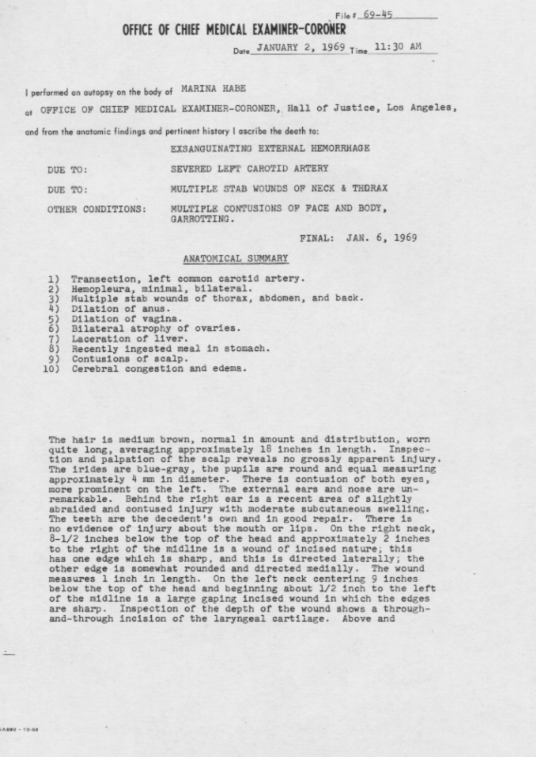 File# 69-45
OFFICE OF CHIEF MEDICAL EXAMINER-CORONER
Date JANUARY 2, 1969 Time 11:30 AM
I performed an autopsy on the body of MARINA HABE
at OFFICE OF CHIEF MEDICAL EXAMINER-CORONER, Hall of Justice, Los Angeles,
and from the anatomic findings and pertinent history I ascribe the death to:
EXSANGUINATING EXTERNAL HEMORRHAGE
DUE TO: SEVERED LEFT CAROTID ARTERY
DUE TO: MULTIPLE STAB WOUNDS OF NECK & THORAX
OTHER CONDITIONS: MULTIPLE CONTUSIONS OF FACE AND BODY,
GARROTTING.
FINAL: JAN. 6, 1969
ANATOMICAL SUMMARY
1) Transection, left common carotid artery.
2) Hemopleura, minimal, bilateral.
3) Multiple stab wounds of thorax, abdomen, and back.
4) Dilation of anus.
5) Dilation of vagina.
6) Bilateral atrophy of ovaries.
7) Laceration of liver.
8) Recently ingested meal in stomach.
9) Contusions of scalp.
10) Cerebral congestion and edema.
The hair is medium brown, normal in amount and distribution, worn
quite long, averaging approximately 18 inches in length. Inspec-
tion and palpation of the scalp reveals no grossly apparent injury.
The irides are blue-gray, the pupils are round and equal measuring
approximately 4 mm in diameter. There is contusion of both eyes,
more prominent on the left. The external ears and nose are un-
remarkable. Behind the right ear is a recent area of slightly
abraided and contused injury with moderate subcutaneous swelling.
The teeth are the decedent's own and in good repair. There is
no evidence of injury about the mouth or lips. On the right neck,
8-1/2 inches below the top of the head and approximately 2 inches
to the right of the midline is a wound of incised nature; this
has one edge which is sharp, and this is directed laterally; the
other edge is somewhat rounded and directed medially. The wound
measures 1 inch in length. On the left neck centering 9 inches
below the top of the head and beginning about 1/2 inch to the left
of the midline is a large gaping incised wound in which the edges
are sharp. Inspection of the depth of the wound shows a through-
and-through incision of the laryngeal cartilage. Above and